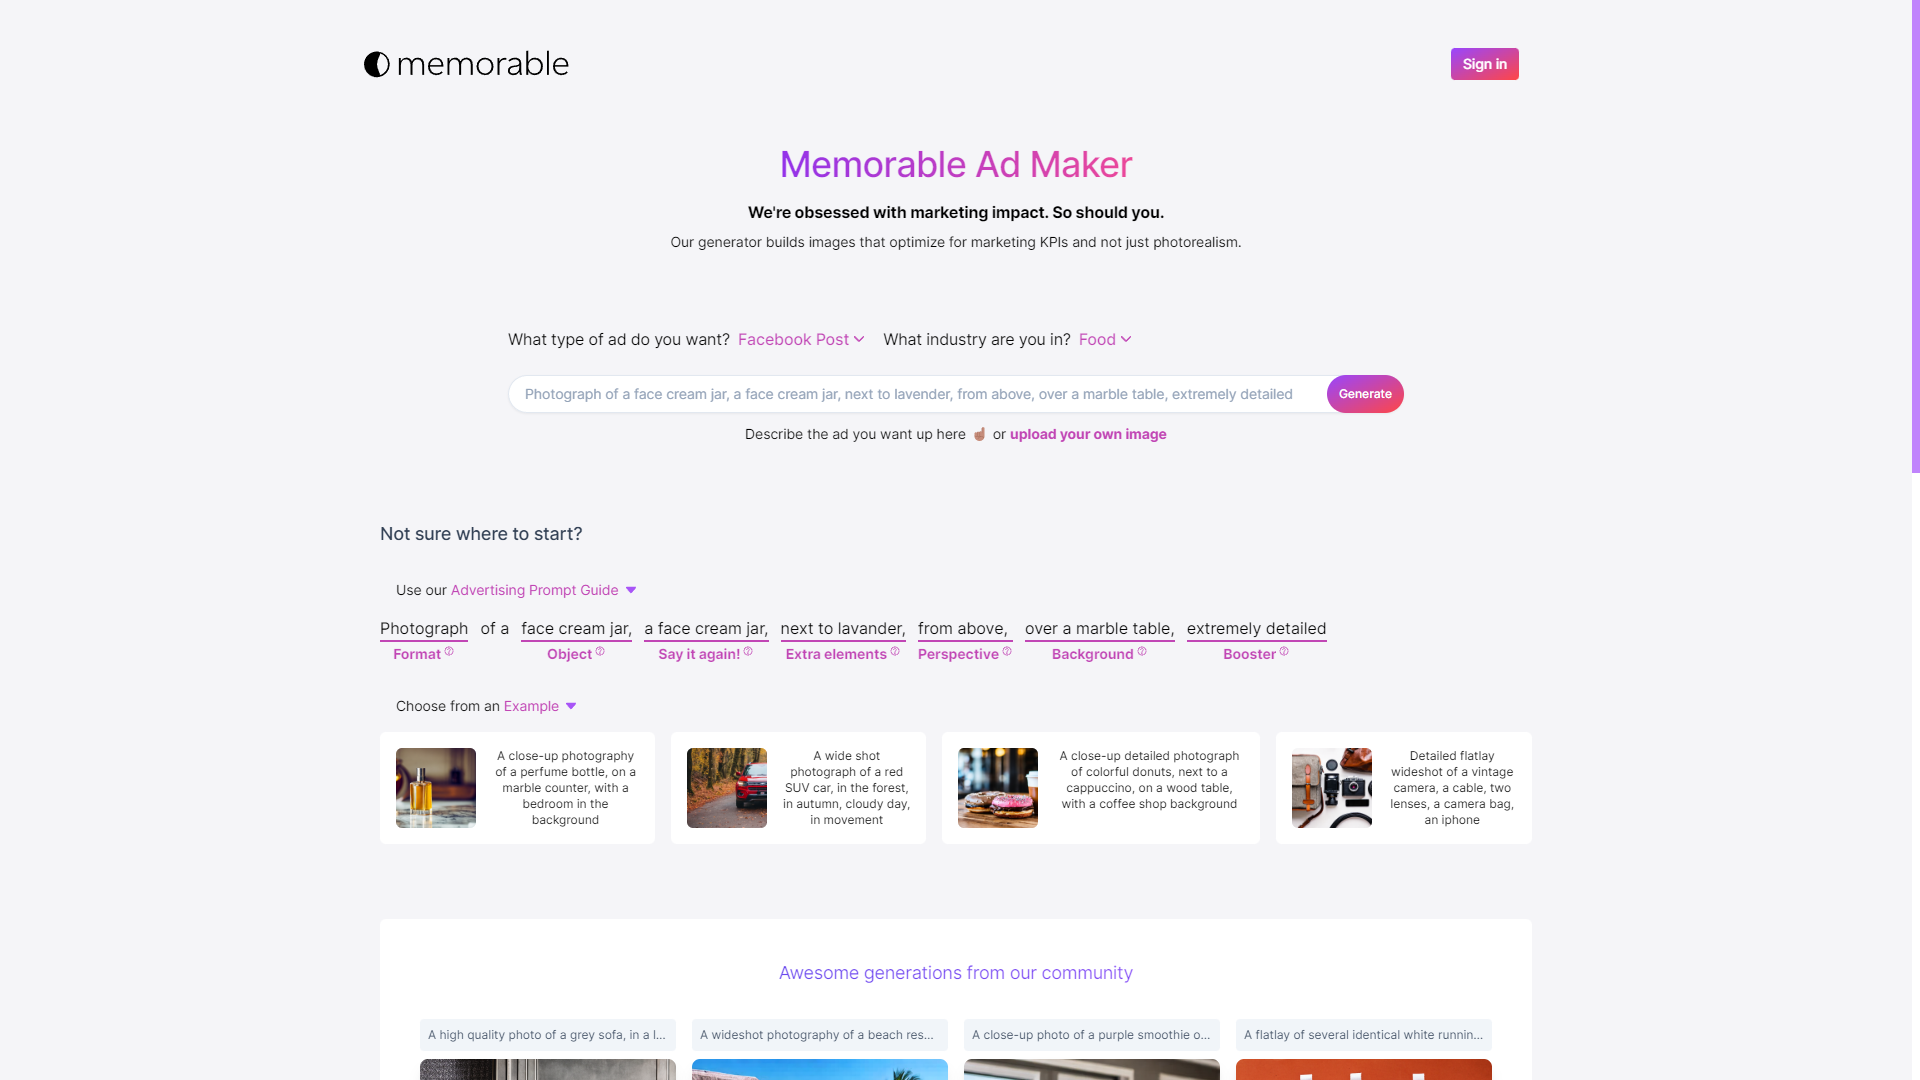 memorable
Sign in
Memorable Ad Maker
We're obsessed with marketing impact. So should you.
Our generator builds images that optimize for marketing KPIs and not just photorealism.
What type of ad do you want? Facebook Post What industry are you in? Food
Photograph of a face cream jar, a face cream jar, next to lavender, from above, over a marble table, extremely detailed
Generate
Describe the ad you want up here ☝🏽 or upload your own image
Not sure where to start?
Use our Advertising Prompt Guide
Photograph of a face cream jar, a face cream jar, next to lavander, from above, over a marble table, extremely detailed
Format Object Say it again! Extra elements Perspective Background Booster
Choose from an Example
A close-up photography
of a perfume bottle, on a
marble counter, with a
bedroom in the
background
A wide shot
photograph of a red
SUV car, in the forest,
in autumn, cloudy day,
in movement
A close-up detailed photograph
of colorful donuts, next to a
cappuccino, on a wood table,
with a coffee shop background
Detailed flatlay
wideshot of a vintage
camera, a cable, two
lenses, a camera bag,
an iphone
Awesome generations from our community
A high quality photo of a grey sofa, in a l...
A wideshot photography of a beach res...
A close-up photo of a purple smoothie o...
A flatlay of several identical white runnin...